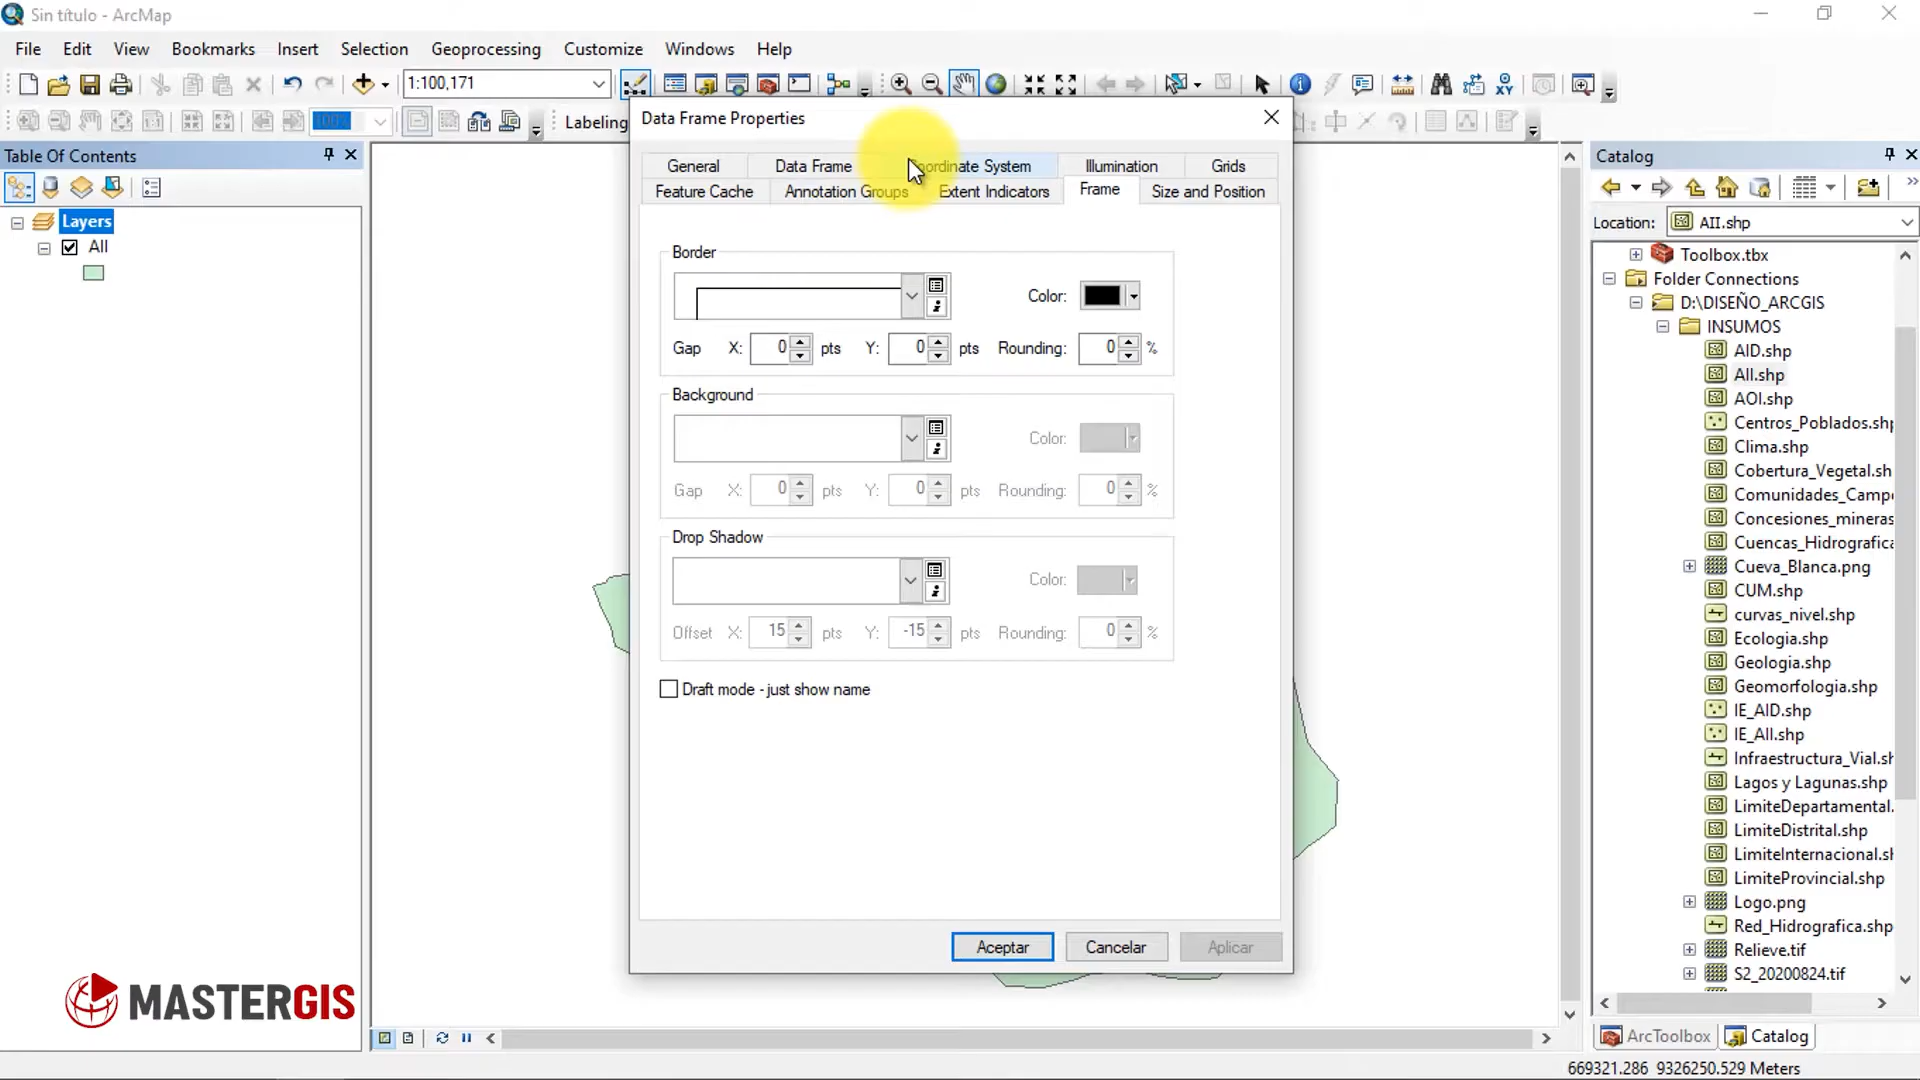 Sin título - ArcMap
File Edit View Bookmarks Insert Selection Geoprocessing Customize Windows Help
1:100,171
100% Labeling
Data Frame Properties
Table Of Contents
Catalog
General Data Frame Coordinate System Illumination Grids
Feature Cache Annotation Groups Extent Indicators Frame Size and Position
Layers
AII
Location: AII.shp
Toolbox.tbx
Folder Connections
D:\DISEÑO_ARCGIS
INSUMOS
AID.shp
AII.shp
AOI.shp
Centros_Poblados.shp
Clima.shp
Cobertura_Vegetal.sh
Comunidades_Campe
Concesiones_mineras
Cuencas_Hidrografica
Cueva_Blanca.png
CUM.shp
curvas_nivel.shp
Ecologia.shp
Geologia.shp
Geomorfologia.shp
IE_AID.shp
IE_AII.shp
Infraestructura_Vial.sh
Lagos y Lagunas.shp
LimiteDepartamental.
LimiteDistrital.shp
LimiteInternacional.sh
LimiteProvincial.shp
Logo.png
Red_Hidrografica.shp
Relieve.tif
S2_20200824.tif
Border
Color:
Gap X: 0 pts Y: 0 pts Rounding: 0 %
Background
Color:
Gap X: 0 pts Y: 0 pts Rounding: 0 %
Drop Shadow
Color:
Offset X: 15 pts Y: -15 pts Rounding: 0 %
Draft mode - just show name
Aceptar Cancelar Aplicar
MASTERGIS
ArcToolbox Catalog
669321.286 9326250.529 Meters